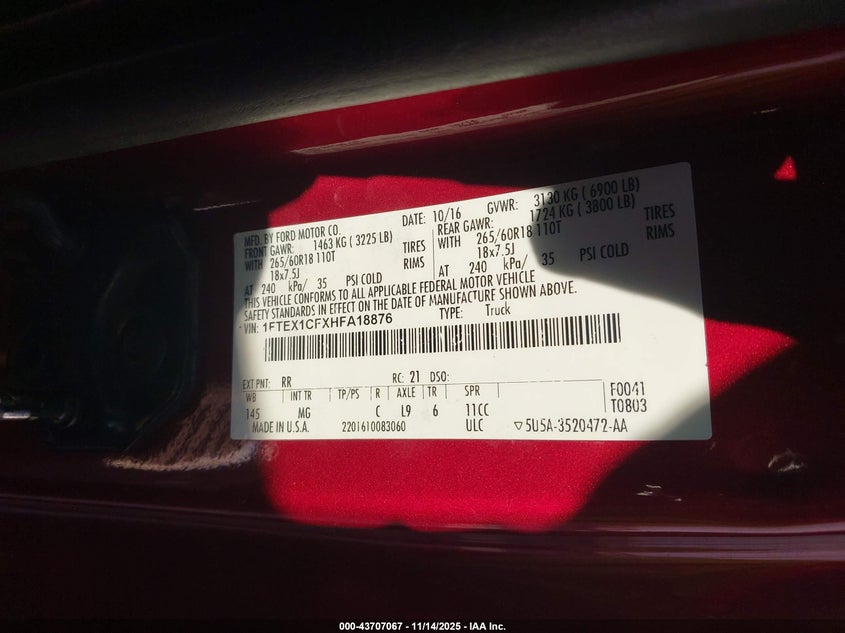 MFD. BY FORD MOTOR CO. DATE: 10/16 GVWR: 3130 KG ( 6900 LB)
FRONT GAWR: 1463 KG ( 3225 LB) REAR GAWR: 1724 KG ( 3800 LB)
WITH 265/60R18 110T TIRES WITH 265/60R18 110T TIRES
18x7.5J RIMS 18x7.5J RIMS
AT 240 kPa/ 35 PSI COLD AT 240 kPa/ 35 PSI COLD
THIS VEHICLE CONFORMS TO ALL APPLICABLE FEDERAL MOTOR VEHICLE
SAFETY STANDARDS IN EFFECT ON THE DATE OF MANUFACTURE SHOWN ABOVE.
VIN: 1FTEX1CFXHFA18876 TYPE: Truck
EXT PNT: RR RC: 21 DSO:
WB INT TR TP/PS R AXLE TR SPR F0041
145 MG C L9 6 11CC T0803
MADE IN U.S.A. 2201610083060 ULC ▽5U5A-3520472-AA
000-43707067 - 11/14/2025 - IAA Inc.